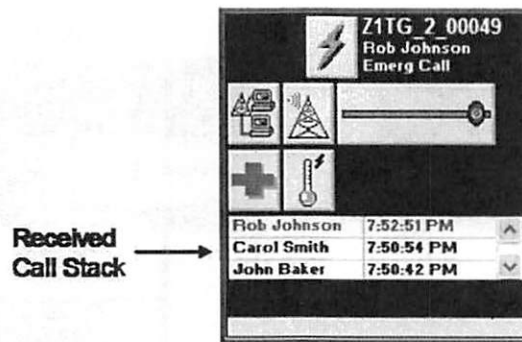 Z1TG_2_00049
Rob Johnson
Emerg Call
Rob Johnson 7:52:51 PM
Carol Smith 7:50:54 PM
John Baker 7:50:42 PM
Received
Call Stack